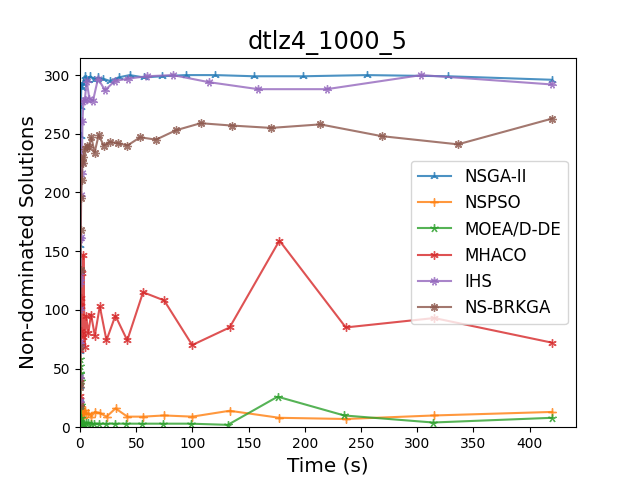 dtlz4_1000_5
Non-dominated Solutions
300
250
200
150
100
50
0
0 50 100 150 200 250 300 350 400
Time (s)
NSGA-II
NSPSO
MOEA/D-DE
MHACO
IHS
NS-BRKGA